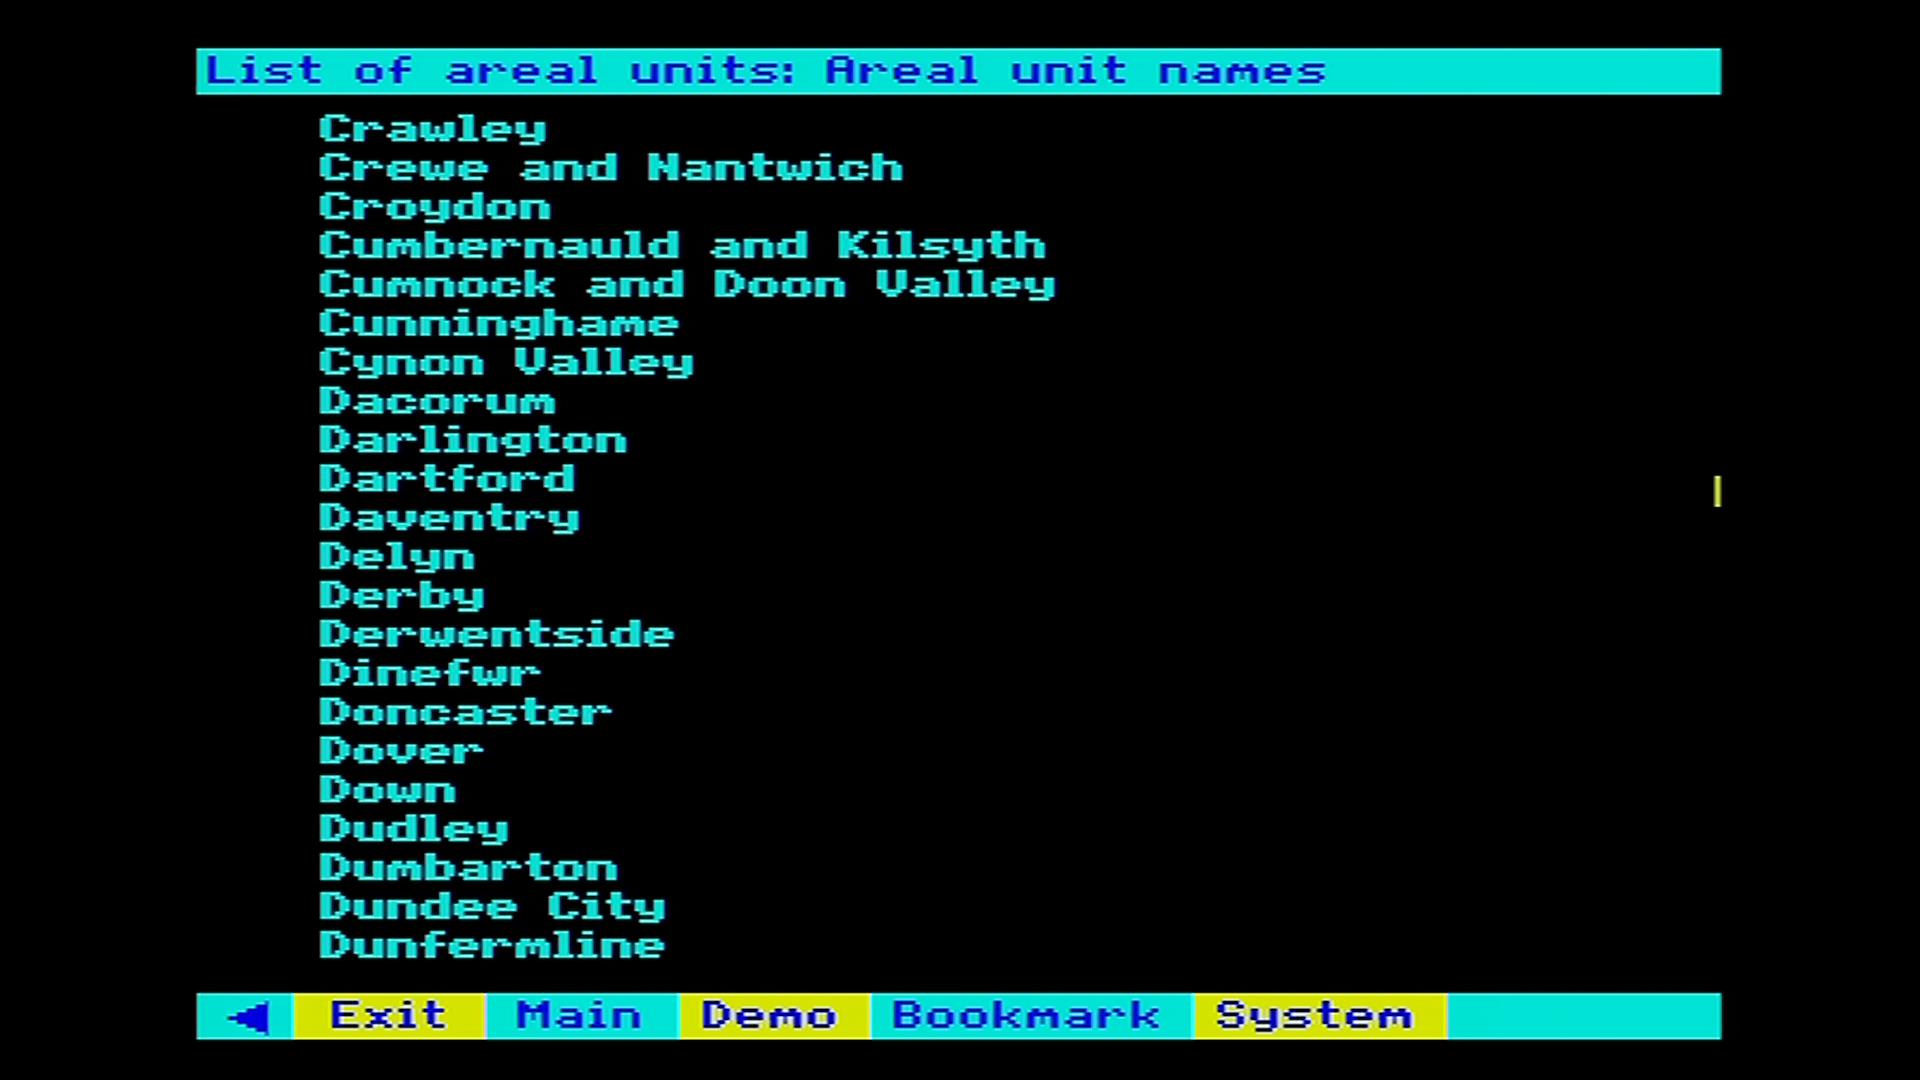 List of areal units: Areal unit names
Crawley
Crewe and Nantwich
Croydon
Cumbernauld and Kilsyth
Cumnock and Doon Valley
Cunninghame
Cynon Valley
Dacorum
Darlington
Dartford
Daventry
Delyn
Derby
Derwentside
Dinefwr
Doncaster
Dover
Down
Dudley
Dumbarton
Dundee City
Dunfermline
Exit Main Demo Bookmark System